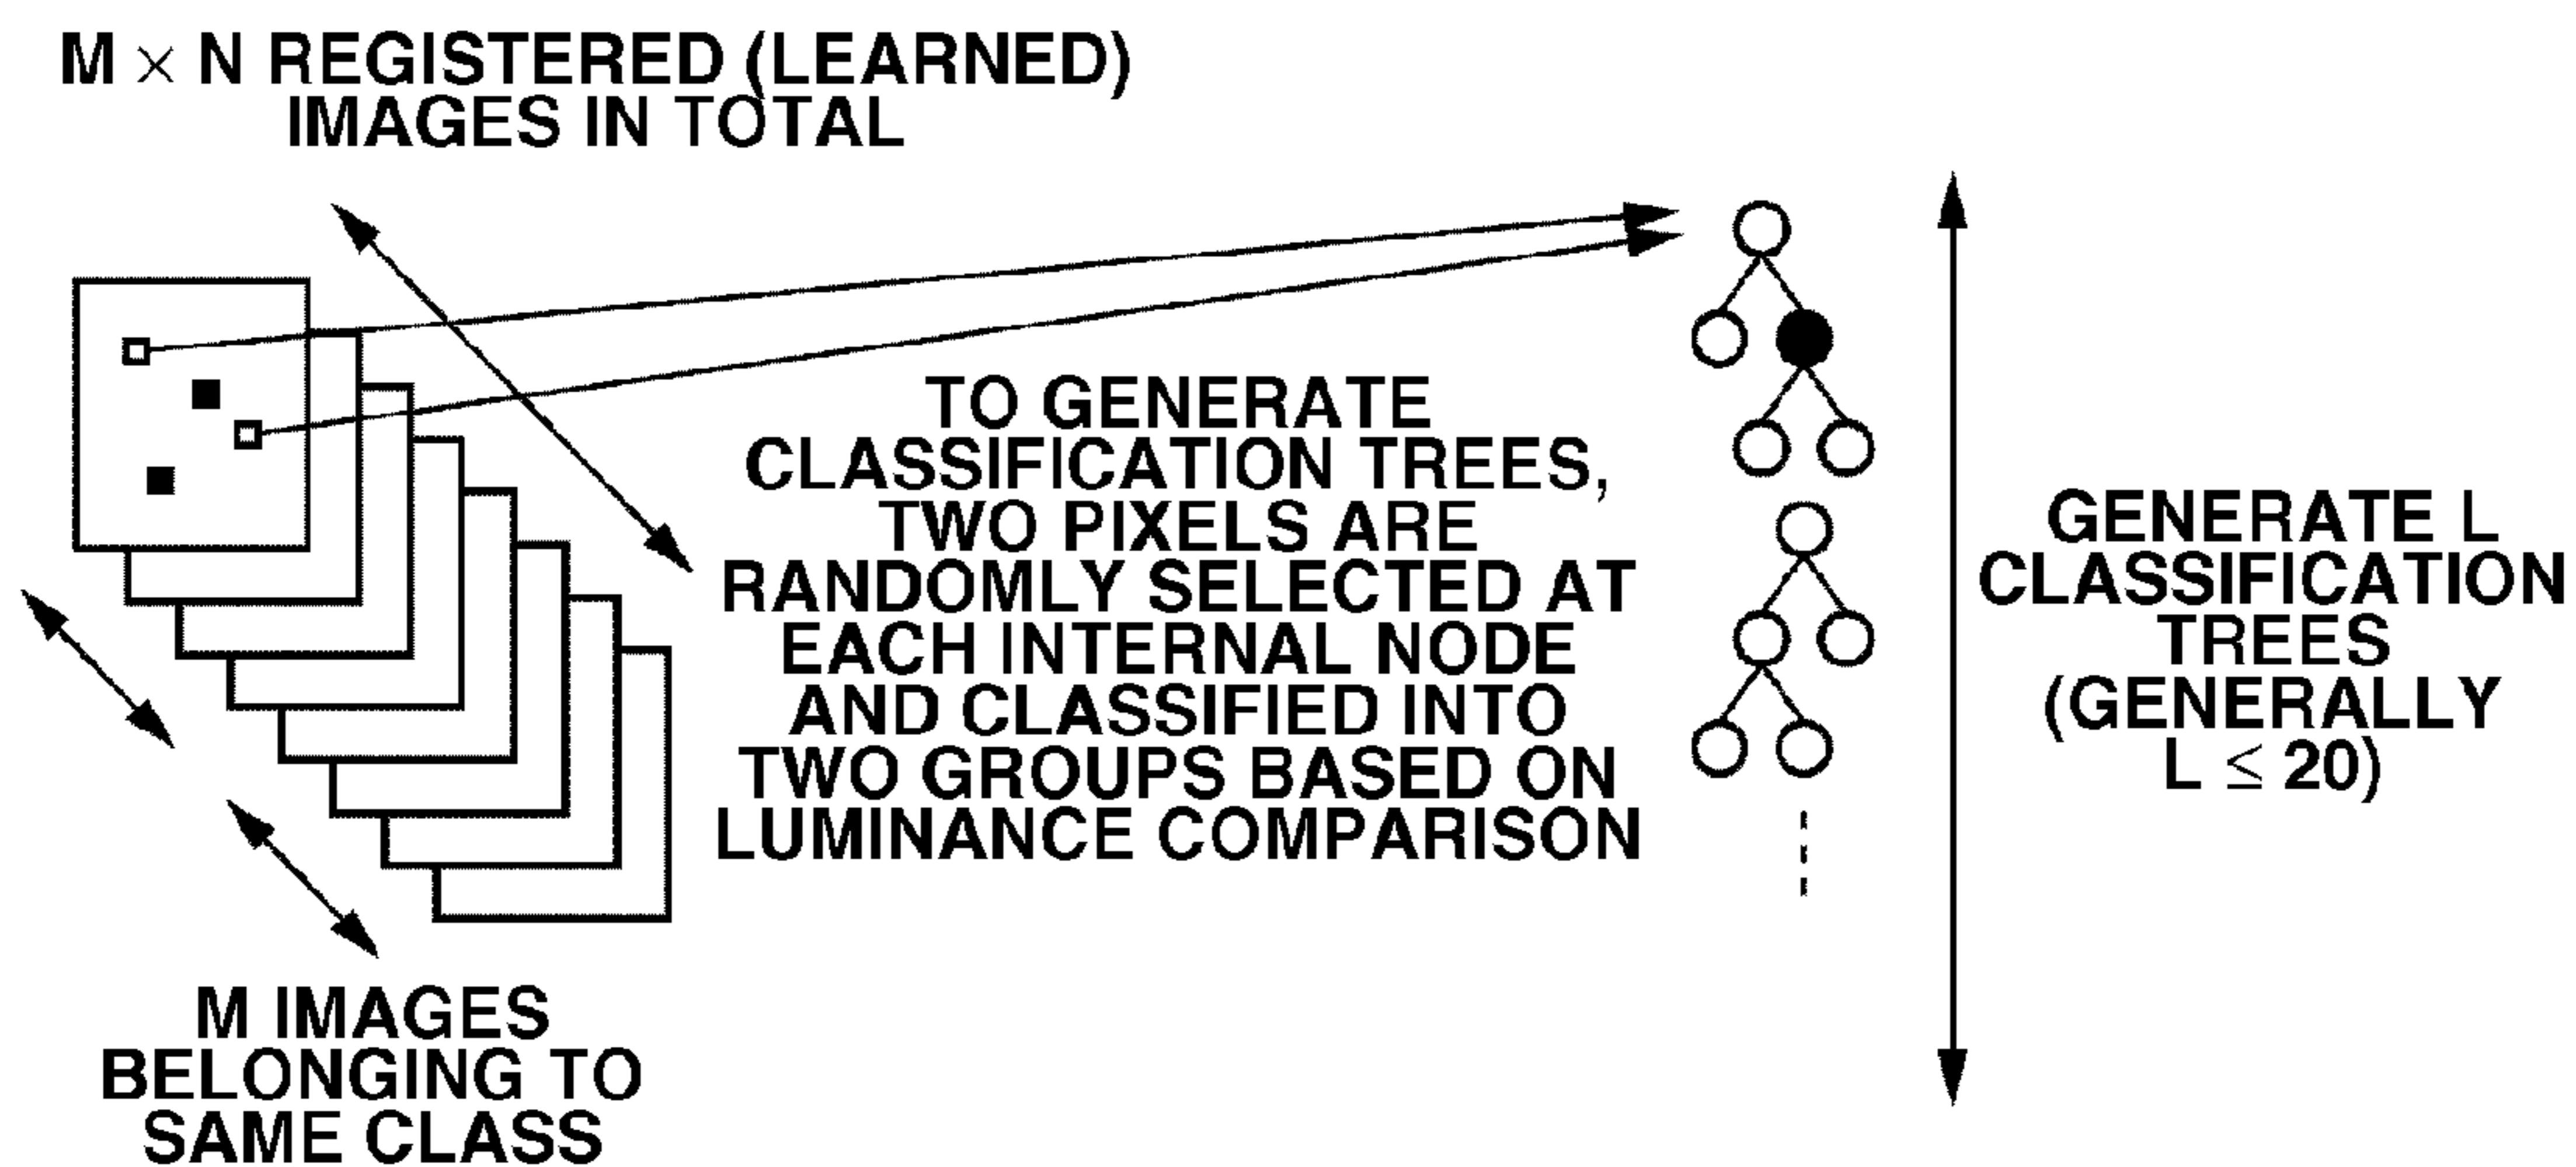 M × N REGISTERED (LEARNED)
IMAGES IN TOTAL
TO GENERATE
CLASSIFICATION TREES,
TWO PIXELS ARE
RANDOMLY SELECTED AT
EACH INTERNAL NODE
AND CLASSIFIED INTO
TWO GROUPS BASED ON
LUMINANCE COMPARISON
GENERATE L
CLASSIFICATION
TREES
(GENERALLY
L ≤ 20)
M IMAGES
BELONGING TO
SAME CLASS